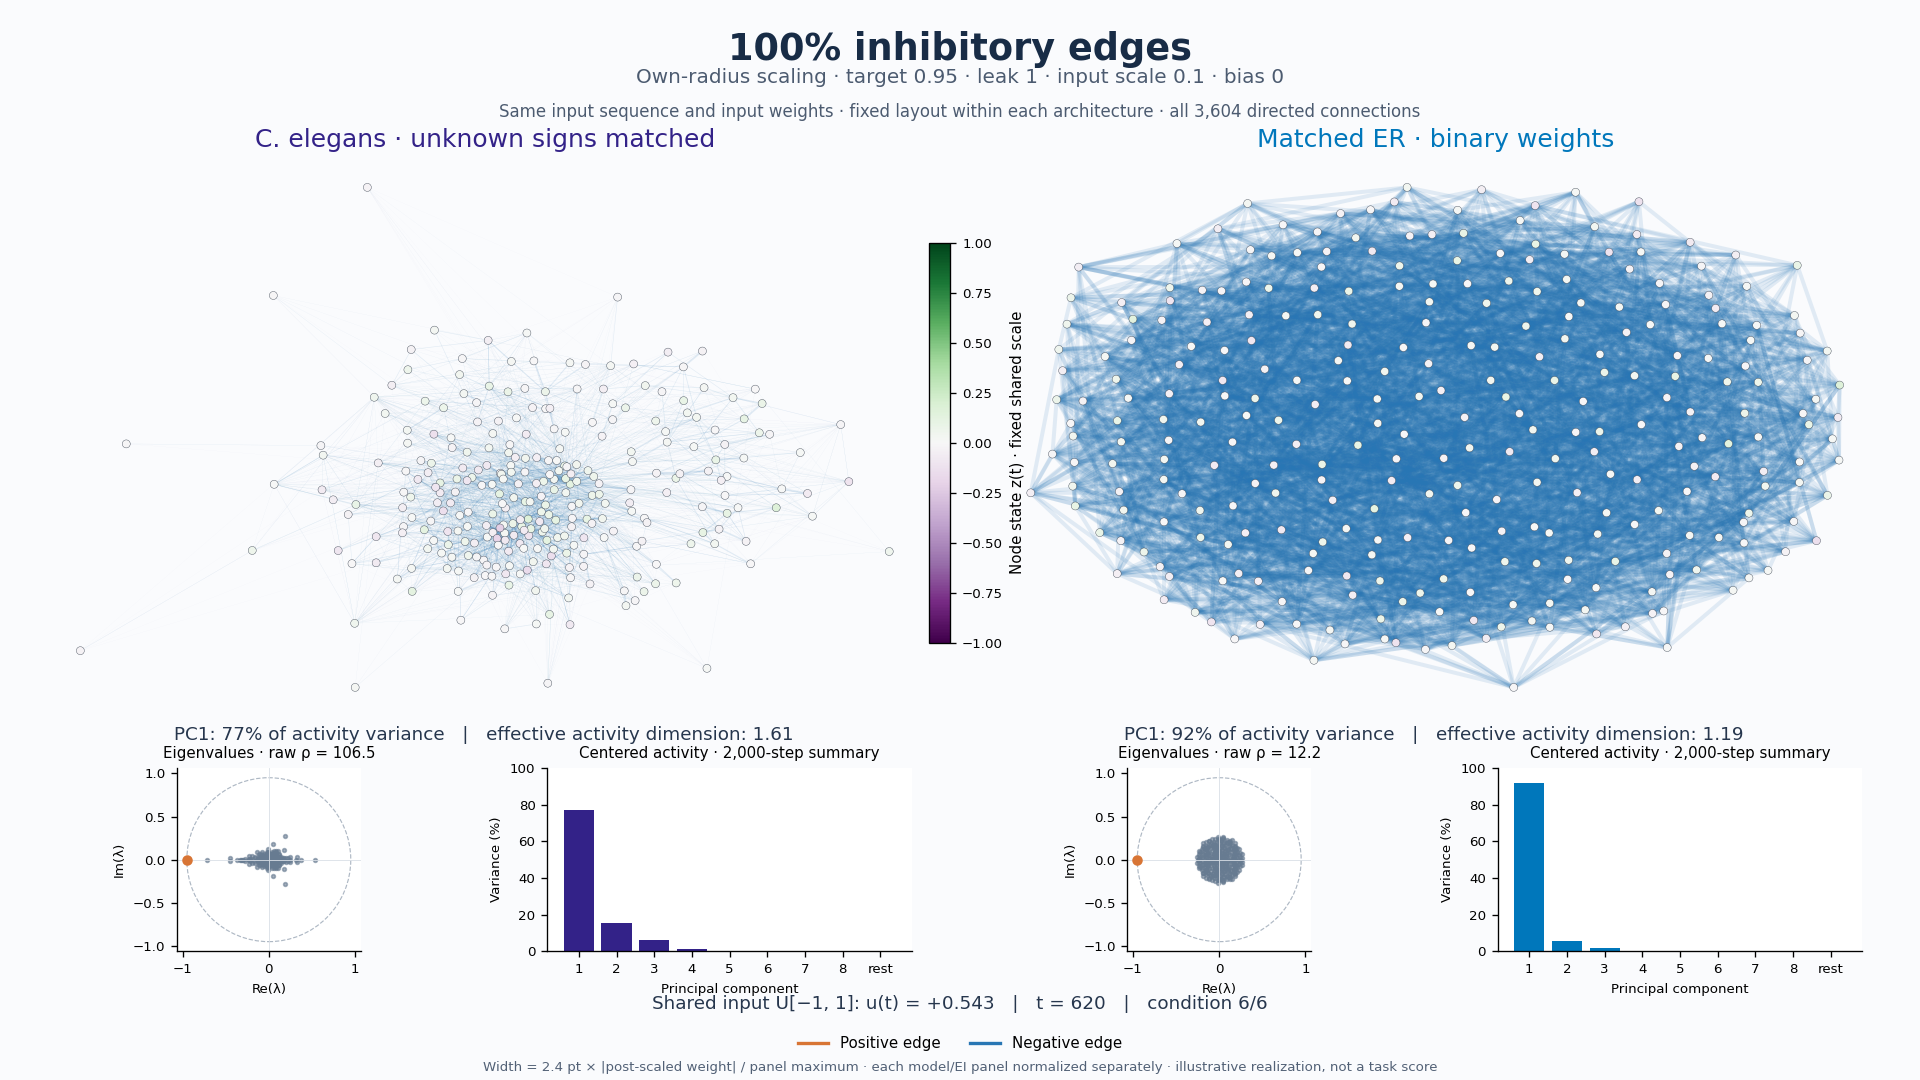 100% inhibitory edges
Own-radius scaling · target 0.95 · leak 1 · input scale 0.1 · bias 0
Same input sequence and input weights · fixed layout within each architecture · all 3,604 directed connections
C. elegans · unknown signs matched
Matched ER · binary weights
1.00
0.75
0.50
0.25
0.00
−0.25
−0.50
−0.75
−1.00
Node state z(t) · fixed shared scale
PC1: 77% of activity variance | effective activity dimension: 1.61
Eigenvalues · raw ρ = 106.5
1.0
0.5
0.0
−0.5
−1.0
Im(λ)
−1 0 1
Re(λ)
Centered activity · 2,000-step summary
100
80
60
40
20
0
Variance (%)
1 2 3 4 5 6 7 8 rest
Principal component
PC1: 92% of activity variance | effective activity dimension: 1.19
Eigenvalues · raw ρ = 12.2
1.0
0.5
0.0
−0.5
−1.0
Im(λ)
−1 0 1
Re(λ)
Centered activity · 2,000-step summary
100
80
60
40
20
0
Variance (%)
1 2 3 4 5 6 7 8 rest
Principal component
Shared input U[−1, 1]: u(t) = +0.543 | t = 620 | condition 6/6
Positive edge
Negative edge
Width = 2.4 pt × |post-scaled weight| / panel maximum · each model/EI panel normalized separately · illustrative realization, not a task score